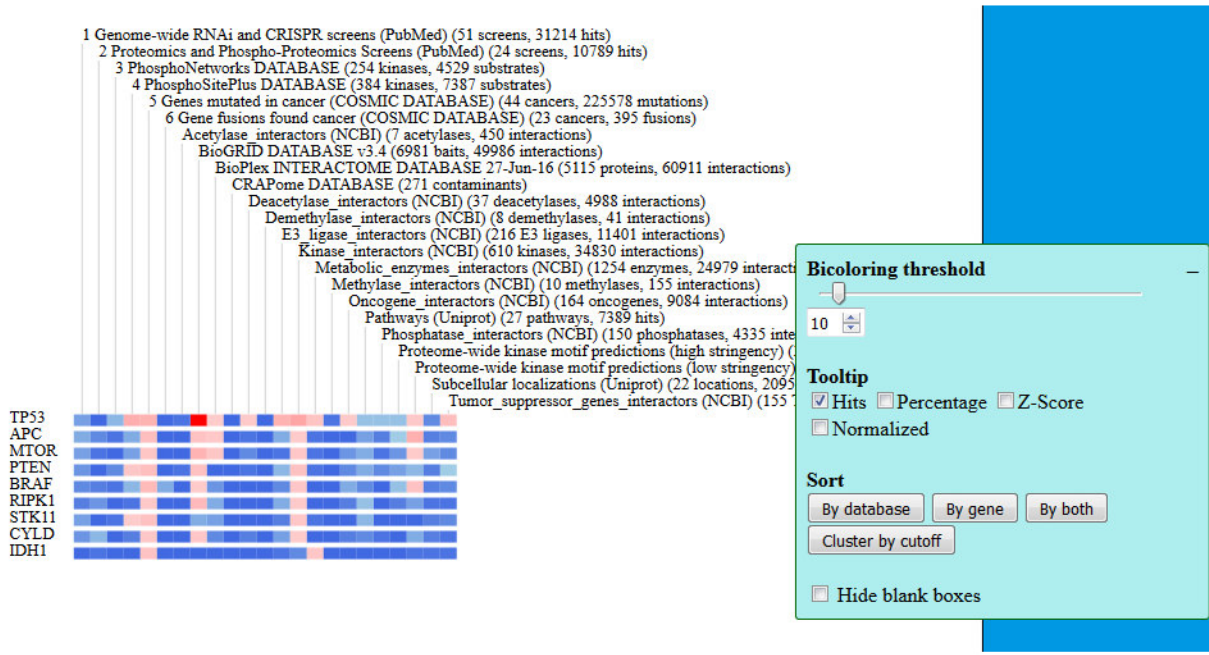 1 Genome-wide RNAi and CRISPR screens (PubMed) (51 screens, 31214 hits)
2 Proteomics and Phospho-Proteomics Screens (PubMed) (24 screens, 10789 hits)
3 PhosphoNetworks DATABASE (254 kinases, 4529 substrates)
4 PhosphoSitePlus DATABASE (384 kinases, 7387 substrates)
5 Genes mutated in cancer (COSMIC DATABASE) (44 cancers, 225578 mutations)
6 Gene fusions found cancer (COSMIC DATABASE) (23 cancers, 395 fusions)
Acetylase_interactors (NCBI) (7 acetylases, 450 interactions)
BioGRID DATABASE v3.4 (6981 baits, 49986 interactions)
BioPlex INTERACTOME DATABASE 27-Jun-16 (5115 proteins, 60911 interactions)
CRAPome DATABASE (271 contaminants)
Deacetylase_interactors (NCBI) (37 deacetylases, 4988 interactions)
Demethylase_interactors (NCBI) (8 demethylases, 41 interactions)
E3_ligase_interactors (NCBI) (216 E3 ligases, 11401 interactions)
Kinase_interactors (NCBI) (610 kinases, 34830 interactions)
Metabolic_enzymes_interactors (NCBI) (1254 enzymes, 24979 interacti
Methylase_interactors (NCBI) (10 methylases, 155 interactions)
Oncogene_interactors (NCBI) (164 oncogenes, 9084 interactions)
Pathways (Uniprot) (27 pathways, 7389 hits)
Phosphatase_interactors (NCBI) (150 phosphatases, 4335 inte
Proteome-wide kinase motif predictions (high stringency) (
Proteome-wide kinase motif predictions (low stringency)
Subcellular localizations (Uniprot) (22 locations, 2095
Tumor_suppressor_genes_interactors (NCBI) (155
TP53
APC
MTOR
PTEN
BRAF
RIPK1
STK11
CYLD
IDH1
Bicoloring threshold –
10
Tooltip
Hits Percentage Z-Score
Normalized
Sort
By database By gene By both
Cluster by cutoff
Hide blank boxes